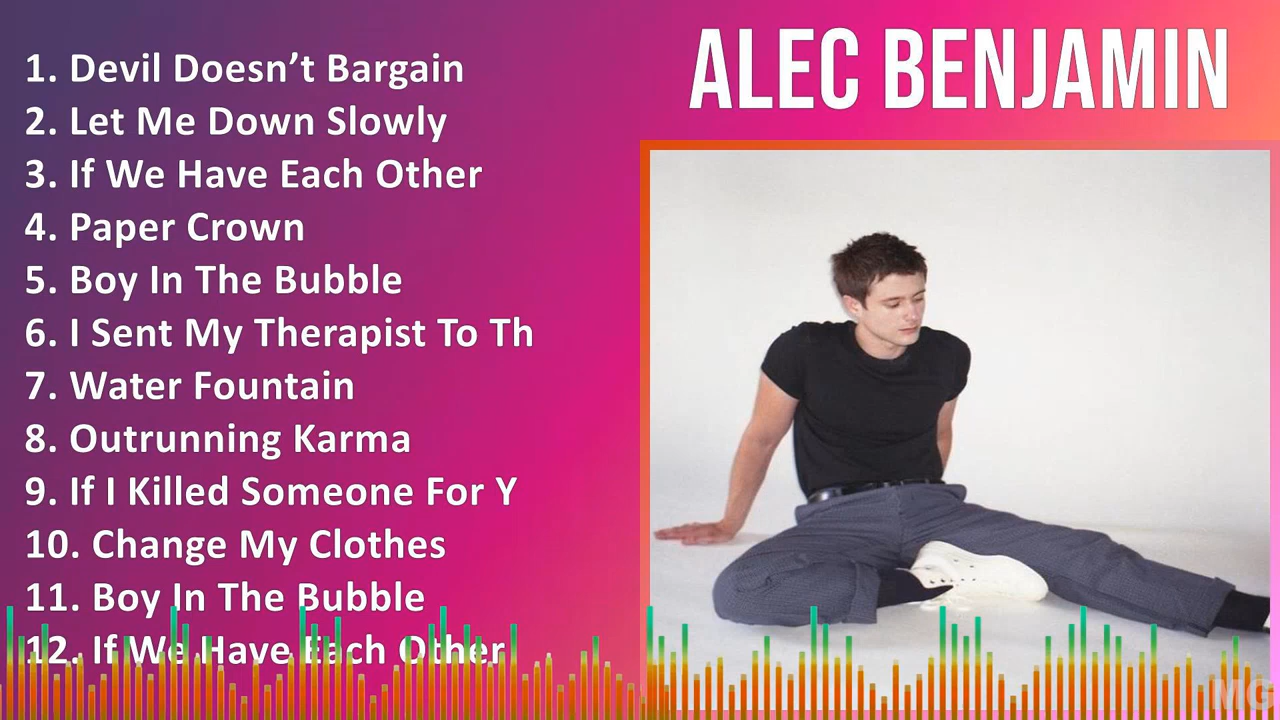 ALEC BENJAMIN
1. Devil Doesn’t Bargain
2. Let Me Down Slowly
3. If We Have Each Other
4. Paper Crown
5. Boy In The Bubble
6. I Sent My Therapist To Th
7. Water Fountain
8. Outrunning Karma
9. If I Killed Someone For Y
10. Change My Clothes
11. Boy In The Bubble
12. If We Have Each Other
MG